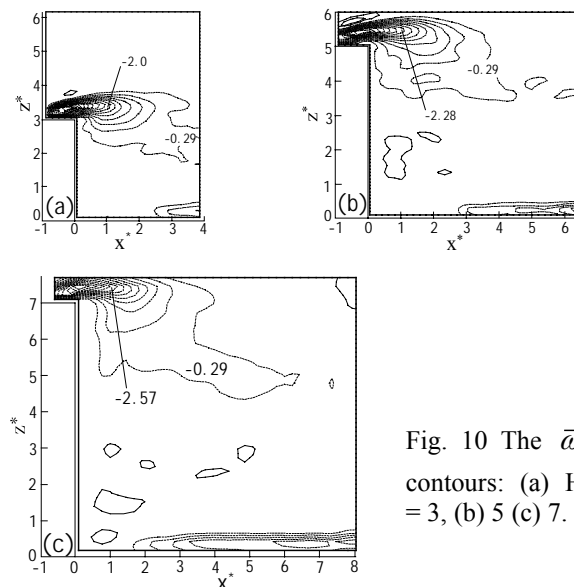 6
5
4
3
2
1
0
z*
-2.0
-0.29
(a)
-1 0 1 2 3 4
x*
6
5
4
3
2
1
0
z*
-0.29
-2.28
(b)
-1 0 1 2 3 4 5 6
x*
7
6
5
4
3
2
1
0
z*
-0.29
-2.57
(c)
-1 0 1 2 3 4 5 6 7 8
x*
Fig. 10 The
contours: (a) H
= 3, (b) 5 (c) 7.